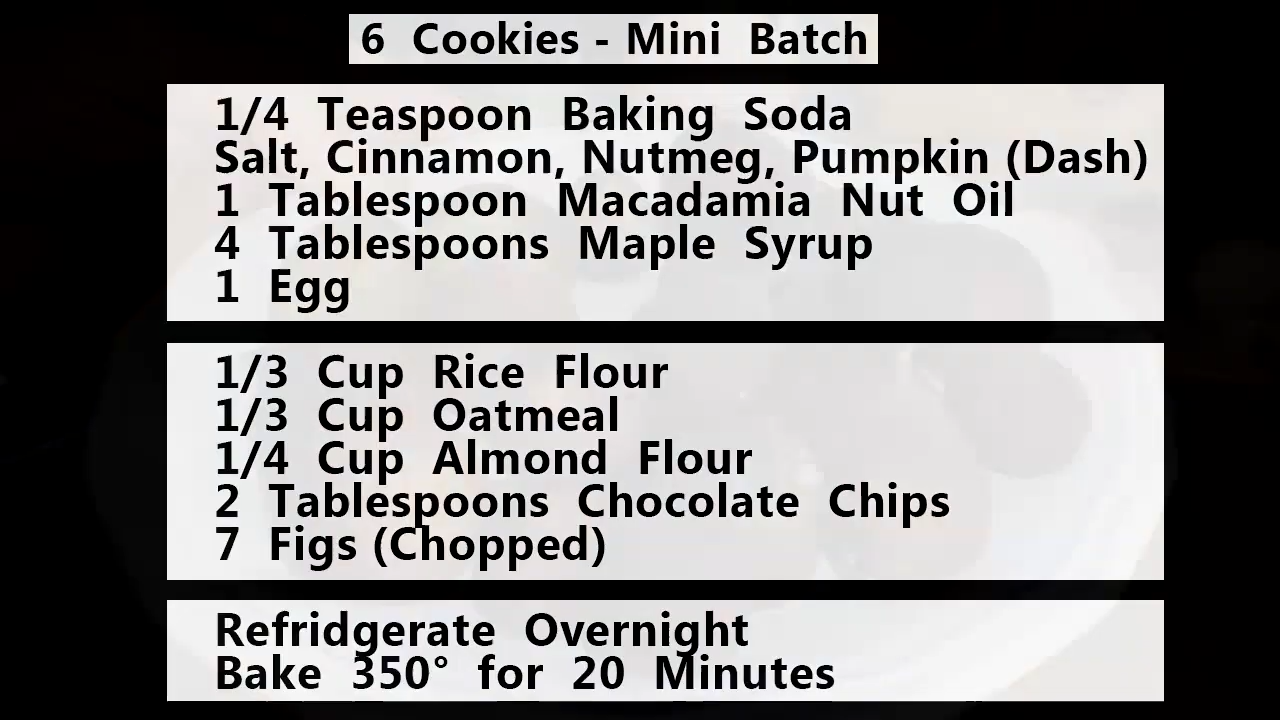 6 Cookies - Mini Batch
1/4 Teaspoon Baking Soda
Salt, Cinnamon, Nutmeg, Pumpkin (Dash)
1 Tablespoon Macadamia Nut Oil
4 Tablespoons Maple Syrup
1 Egg
1/3 Cup Rice Flour
1/3 Cup Oatmeal
1/4 Cup Almond Flour
2 Tablespoons Chocolate Chips
7 Figs (Chopped)
Refridgerate Overnight
Bake 350° for 20 Minutes